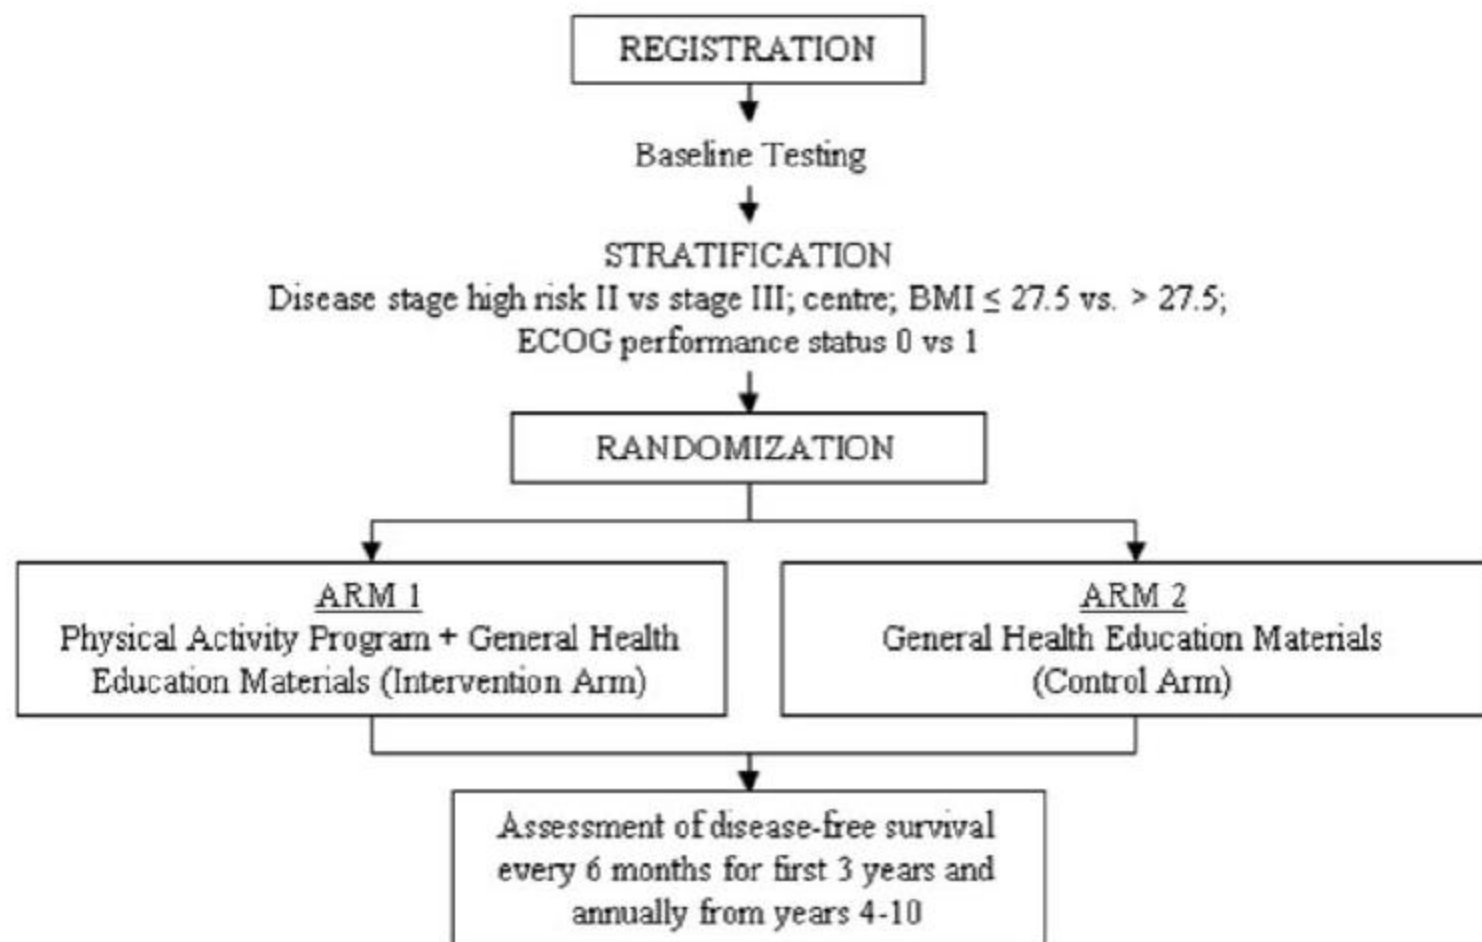 REGISTRATION
Baseline Testing
STRATIFICATION
Disease stage high risk II vs stage III; centre; BMI ≤ 27.5 vs. > 27.5;
ECOG performance status 0 vs 1
RANDOMIZATION
ARM 1
Physical Activity Program + General Health
Education Materials (Intervention Arm)
ARM 2
General Health Education Materials
(Control Arm)
Assessment of disease-free survival
every 6 months for first 3 years and
annually from years 4-10